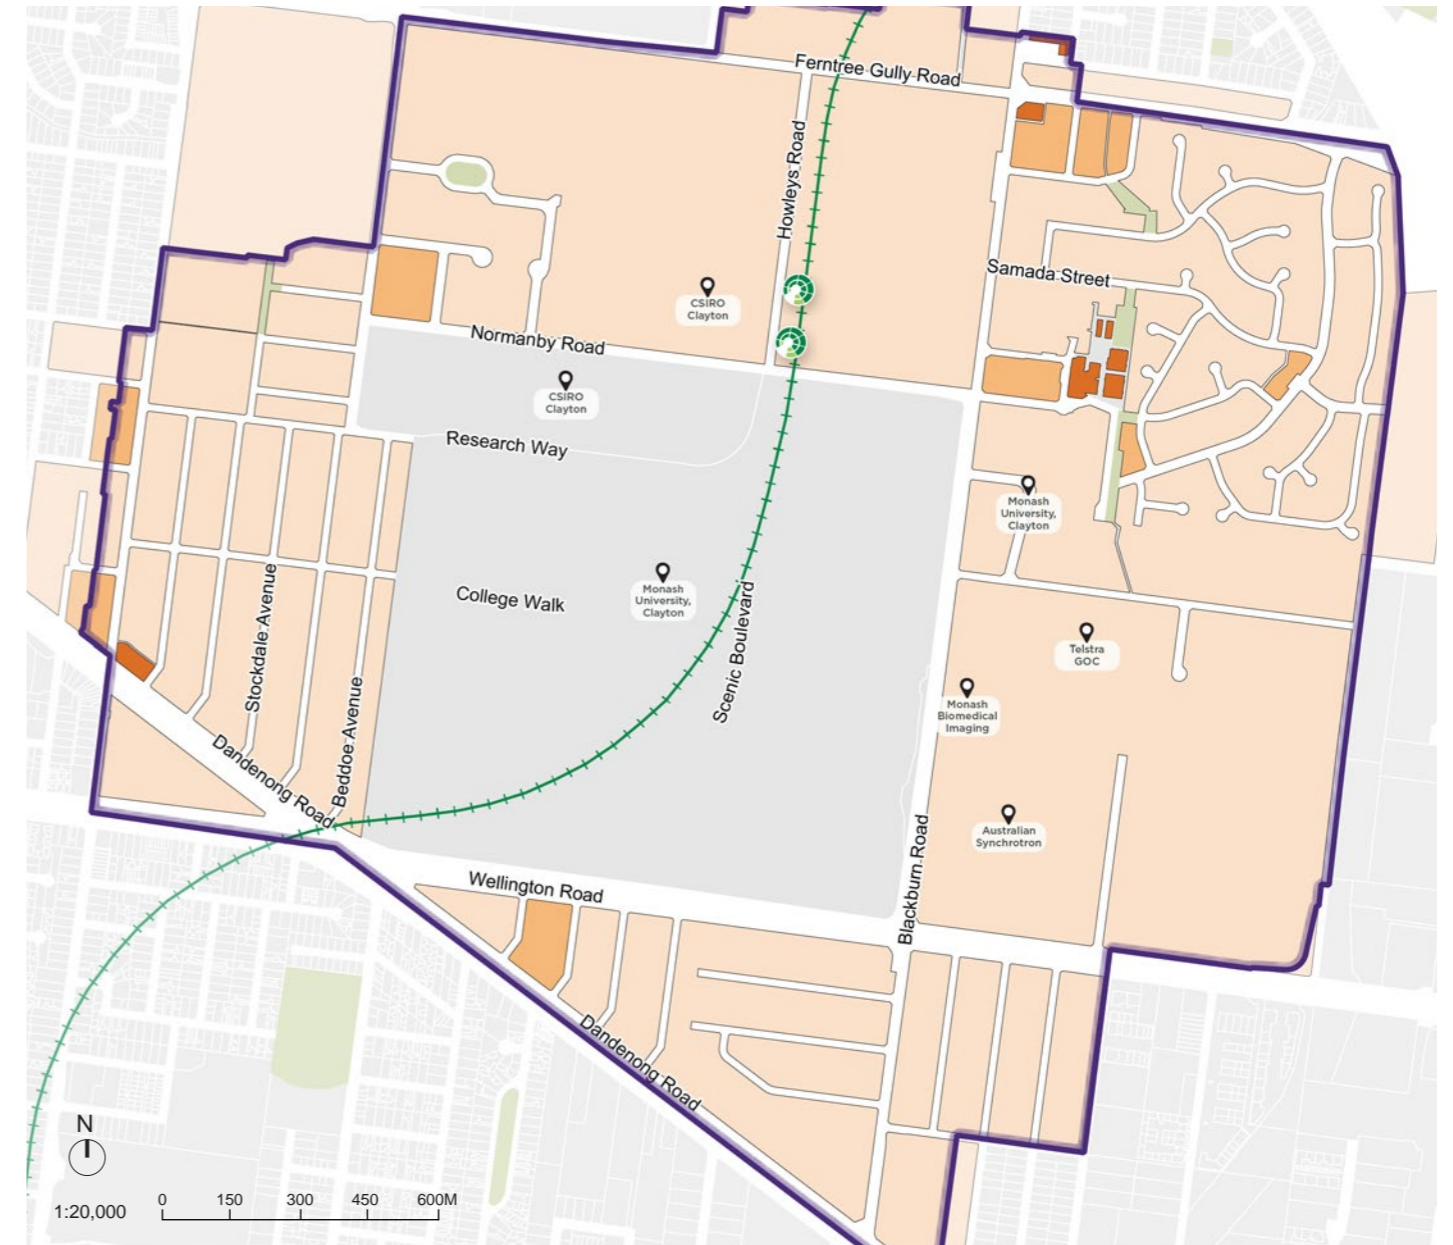 Ferntree Gully Road
Howleys Road
Samada Street
CSIRO
Clayton
Normanby Road
CSIRO
Clayton
Research Way
Monash
University,
Clayton
College Walk
Monash
University,
Clayton
Stockdale Avenue
Scenic Boulevard
Telstra
GOC
Monash
Biomedical
Imaging
Beddoe Avenue
Dandenong Road
Australian
Synchrotron
Blackburn Road
Wellington Road
Dandenong Road
N
1:20,000
0 150 300 450 600M